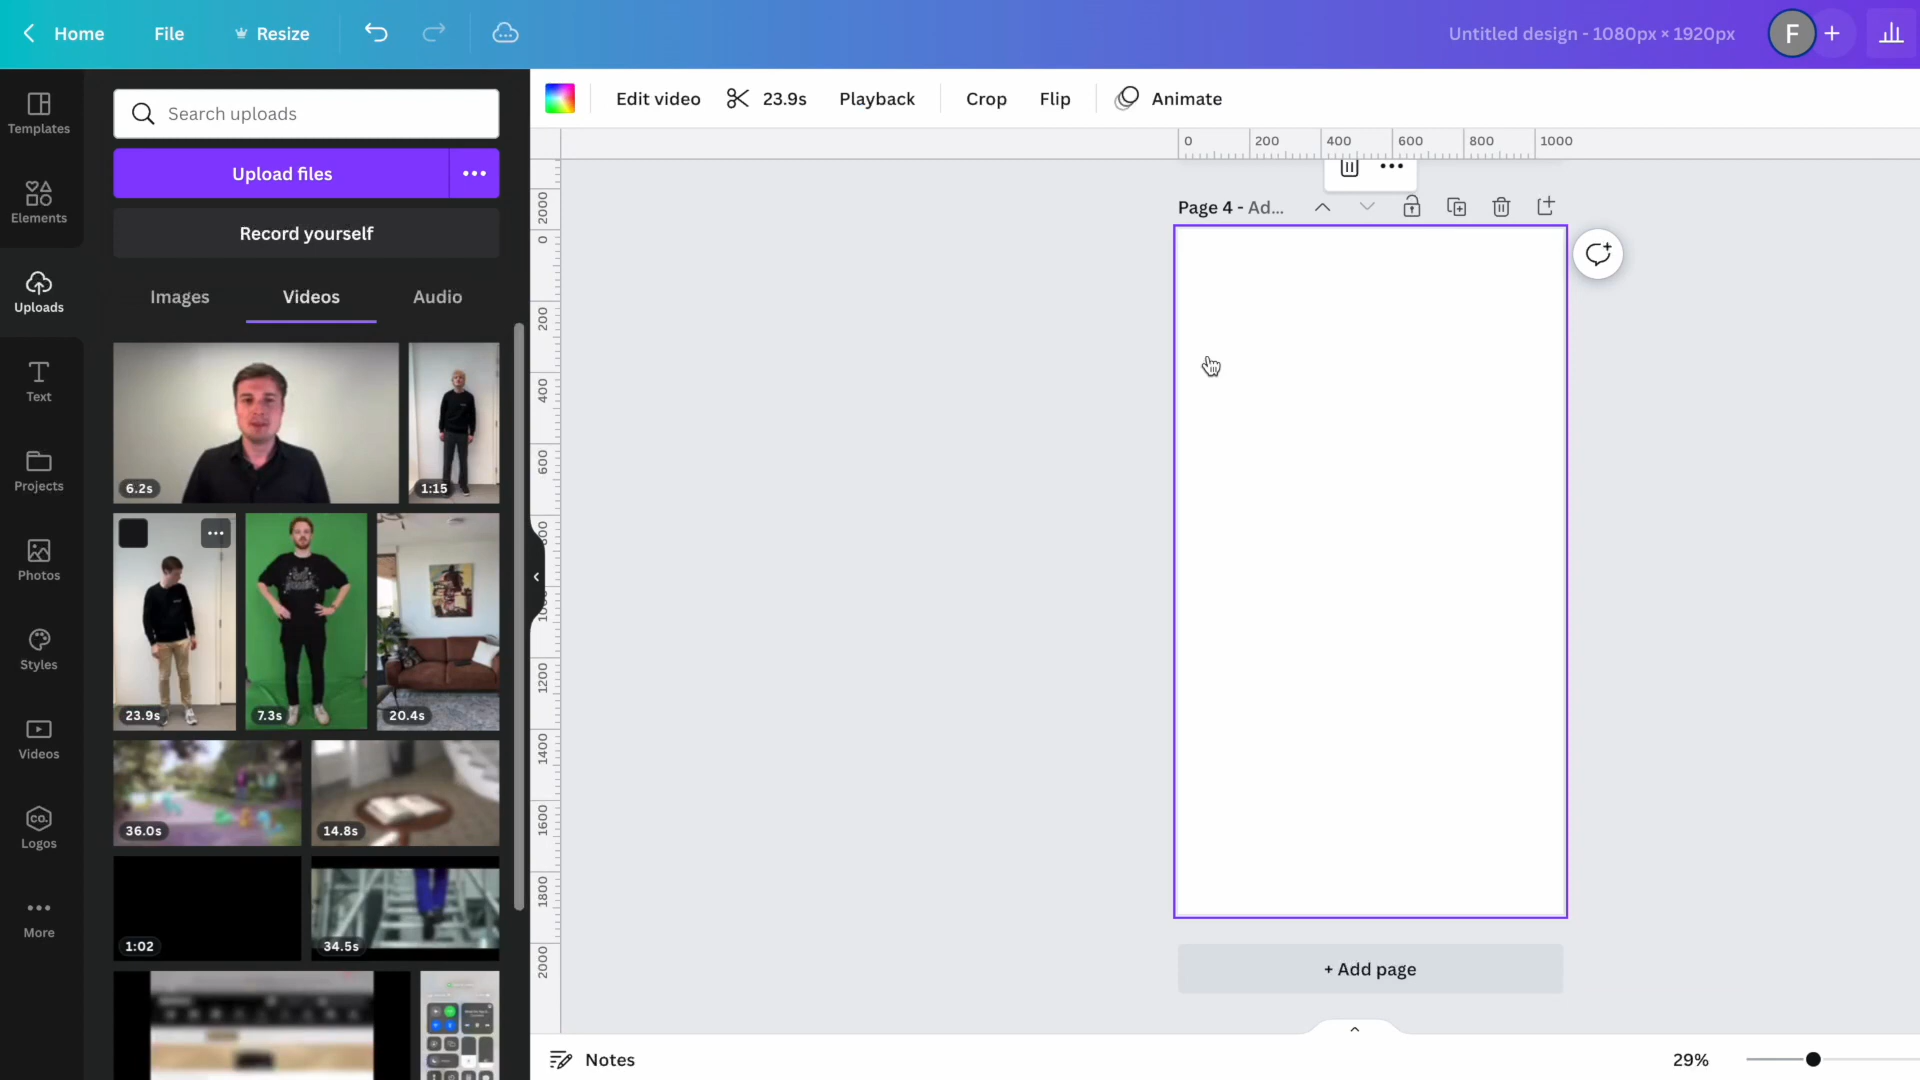 Home
File
Resize
Untitled design - 1080px × 1920px
F
Templates
Elements
Uploads
Text
Projects
Photos
Styles
Videos
CO.
Logos
More
Search uploads
Upload files
Record yourself
Images
Videos
Audio
6.2s
1:15
23.9s
7.3s
20.4s
36.0s
14.8s
1:02
34.5s
Edit video
23.9s
Playback
Crop
Flip
Animate
0 200 400 600 800 1000
2000
0
200
400
600
1200
1400
1600
1800
2000
Page 4 - Ad...
+ Add page
Notes
29%